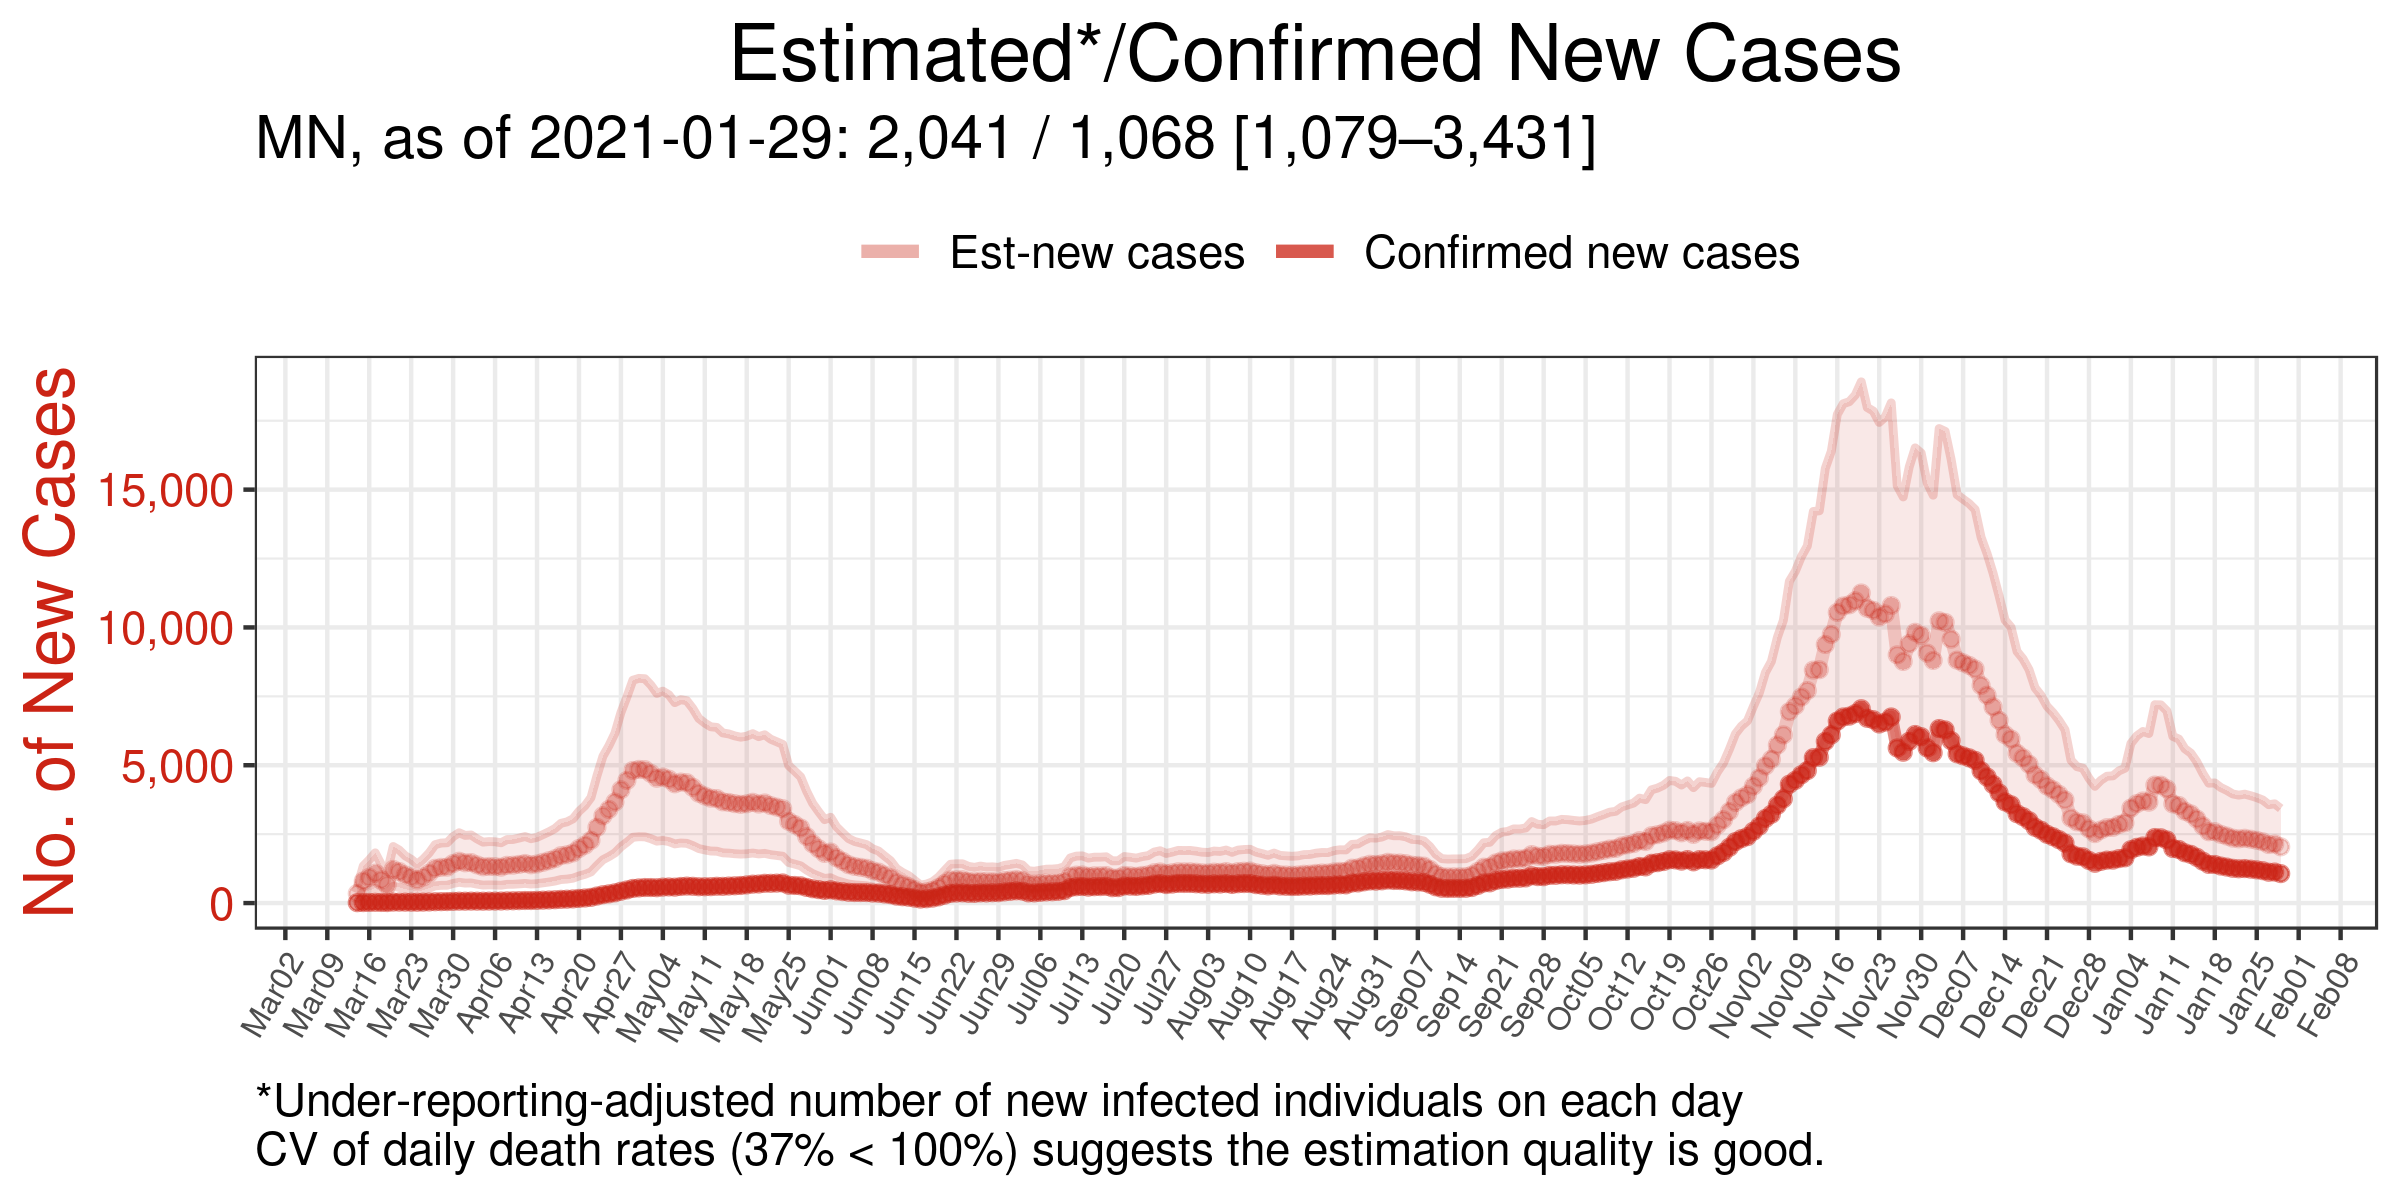 Estimated*/Confirmed New Cases
MN, as of 2021-01-29: 2,041 / 1,068 [1,079–3,431]
Est-new cases Confirmed new cases
No. of New Cases
15,000
10,000
5,000
0
Mar02 Mar09 Mar16 Mar23 Mar30 Apr06 Apr13 Apr20 Apr27 May04 May11 May18 May25 Jun01 Jun08 Jun15 Jun22 Jun29 Jul06 Jul13 Jul20 Jul27 Aug03 Aug10 Aug17 Aug24 Aug31 Sep07 Sep14 Sep21 Sep28 Oct05 Oct12 Oct19 Oct26 Nov02 Nov09 Nov16 Nov23 Nov30 Dec07 Dec14 Dec21 Dec28 Jan04 Jan11 Jan18 Jan25 Feb01 Feb08
*Under-reporting-adjusted number of new infected individuals on each day
CV of daily death rates (37% < 100%) suggests the estimation quality is good.